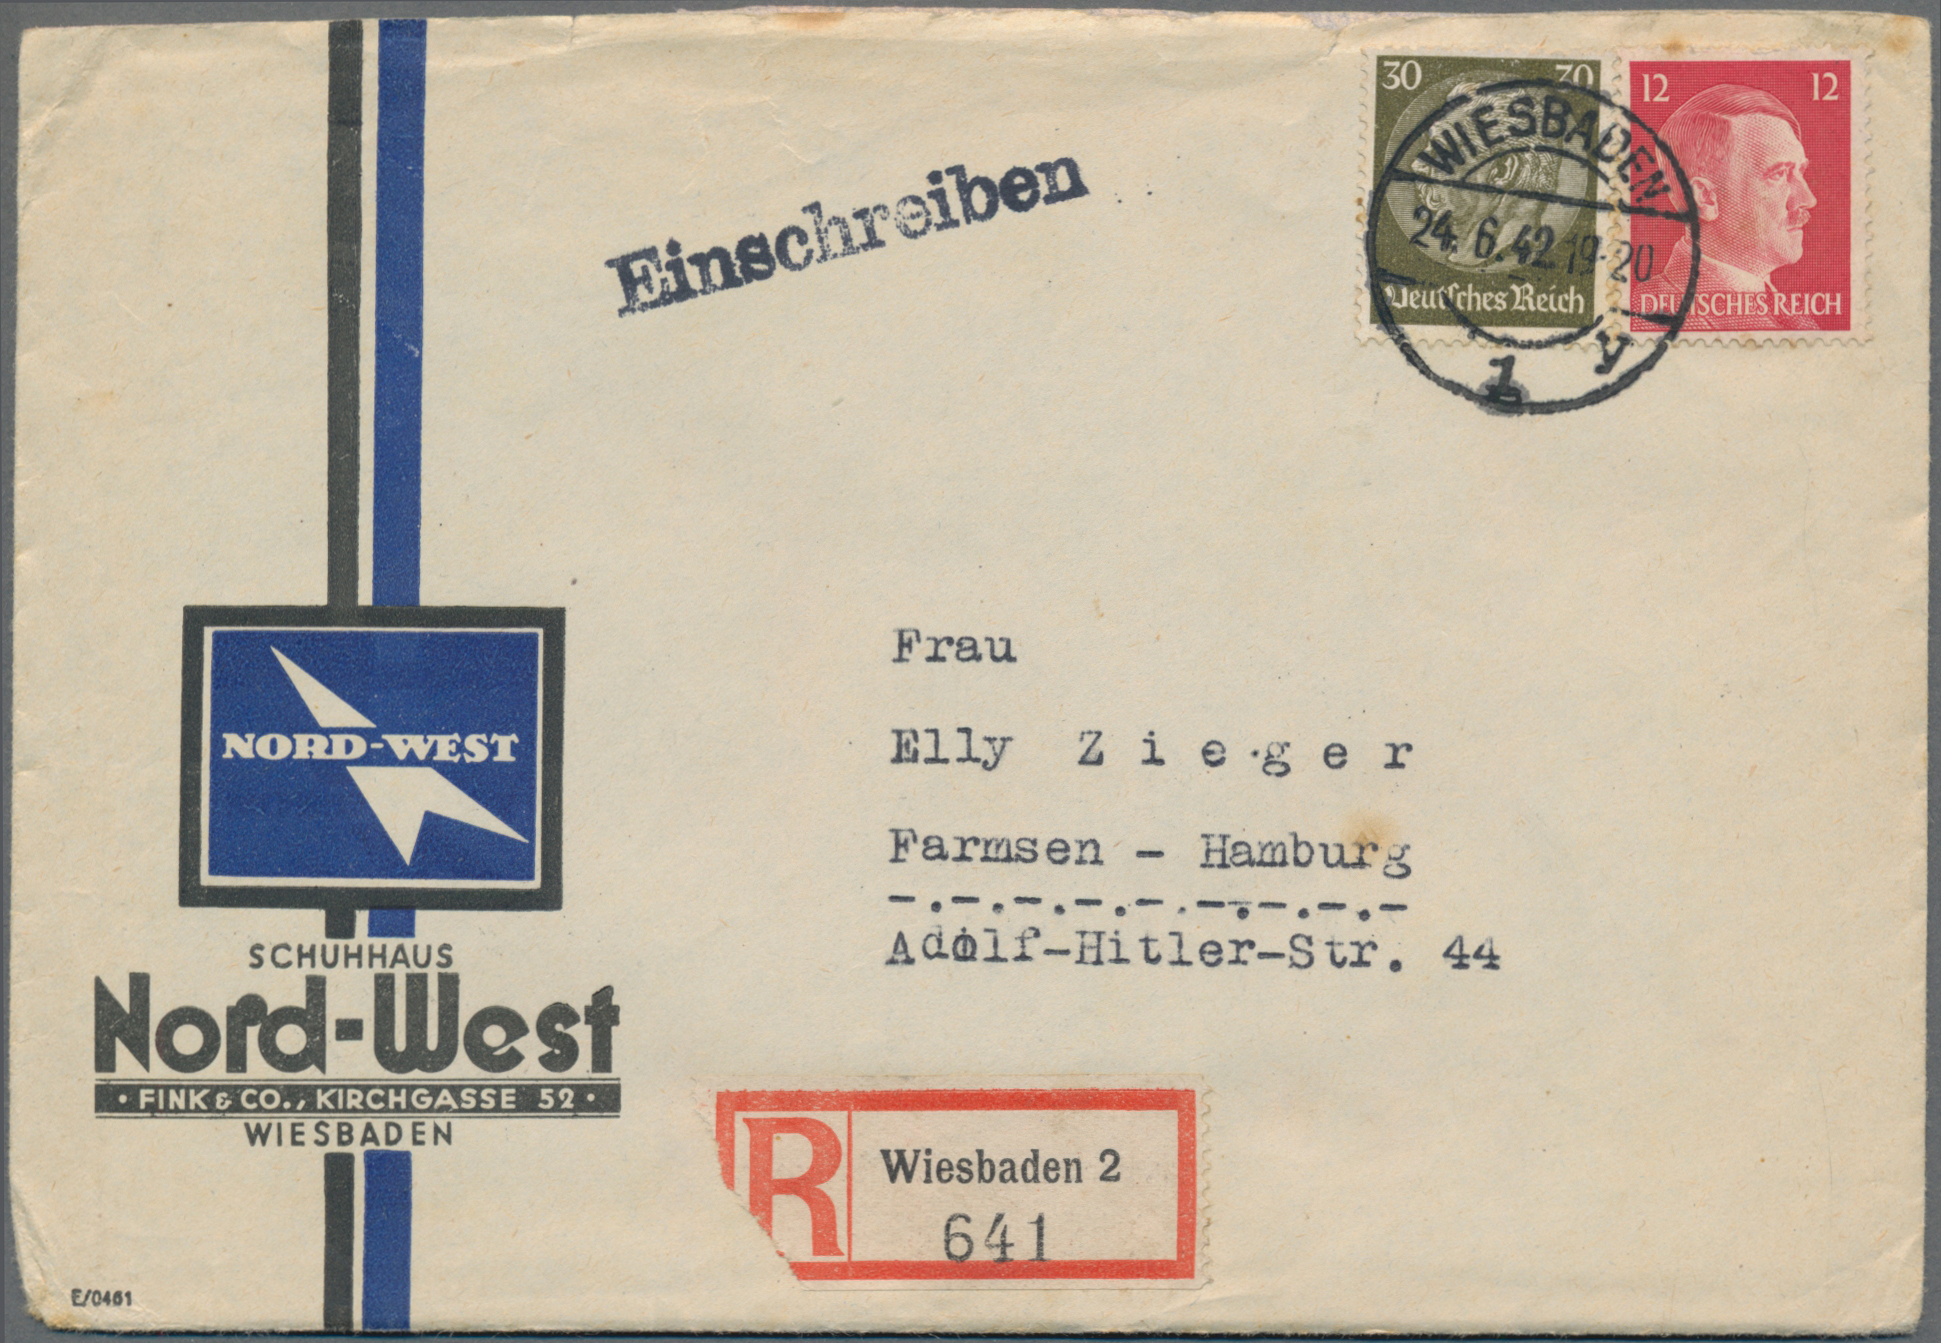 30 30
Deutsches Reich
12 12
DEUTSCHES REICH
WIESBADEN
24. 6. 42 19-20
1 y
Einschreiben
Frau
Elly Zieger
Farmsen - Hamburg
-.-.-.-.-.-.-.-.-
Adolf-Hitler-Str. 44
NORD-WEST
SCHUHHAUS
Nord-West
• FINK & CO., KIRCHGASSE 52 •
WIESBADEN
R
Wiesbaden 2
641
E/0461